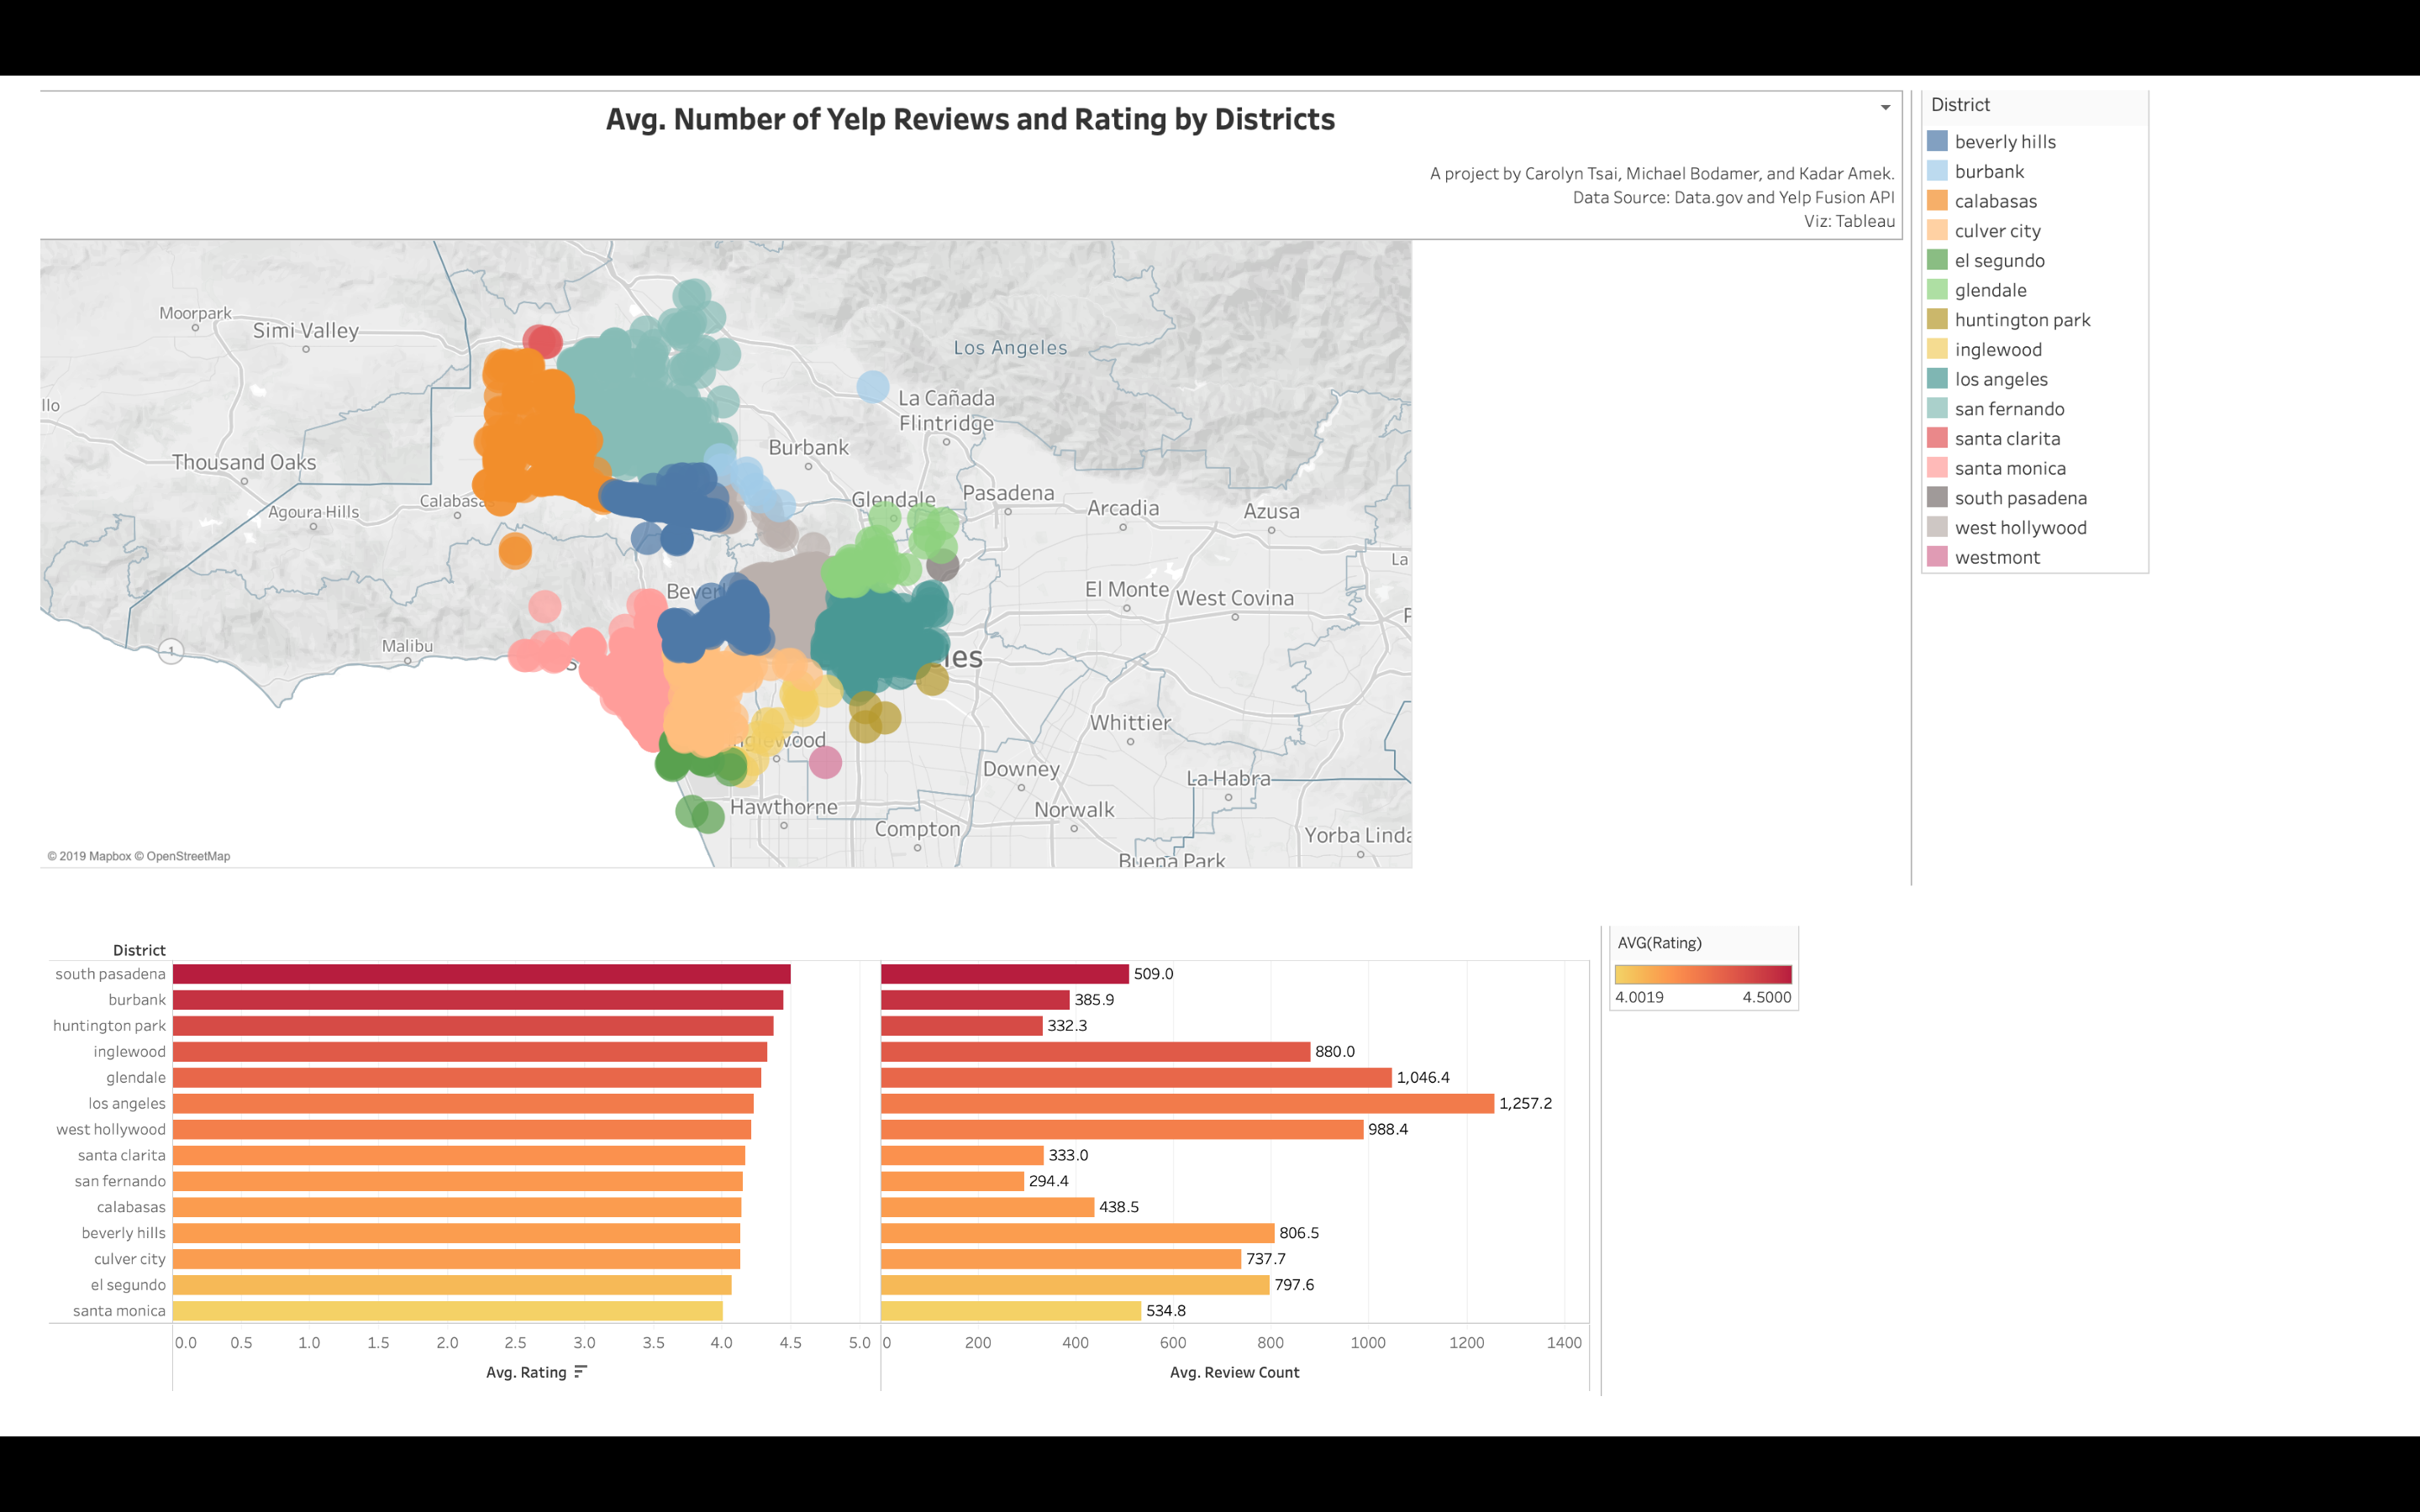 Avg. Number of Yelp Reviews and Rating by Districts
A project by Carolyn Tsai, Michael Bodamer, and Kadar Amek.
Data Source: Data.gov and Yelp Fusion API
Viz: Tableau
District
beverly hills
burbank
calabasas
culver city
el segundo
glendale
huntington park
inglewood
los angeles
san fernando
santa clarita
santa monica
south pasadena
west hollywood
westmont
Moorpark
Simi Valley
Los Angeles
llo
La Cañada
Flintridge
Burbank
Thousand Oaks
Calabasa
Glendale
Pasadena
Agoura Hills
Arcadia
Azusa
La
Bever
El Monte
West Covina
F
Malibu
1
S
les
Whittier
nglewood
Downey
La Habra
Hawthorne
Norwalk
Compton
Yorba Linda
Buena Park
© 2019 Mapbox © OpenStreetMap
District
south pasadena 509.0
burbank 385.9
huntington park 332.3
inglewood 880.0
glendale 1,046.4
los angeles 1,257.2
west hollywood 988.4
santa clarita 333.0
san fernando 294.4
calabasas 438.5
beverly hills 806.5
culver city 737.7
el segundo 797.6
santa monica 534.8
0.0 0.5 1.0 1.5 2.0 2.5 3.0 3.5 4.0 4.5 5.0 0 200 400 600 800 1000 1200 1400
Avg. Rating Avg. Review Count
AVG(Rating)
4.0019 4.5000